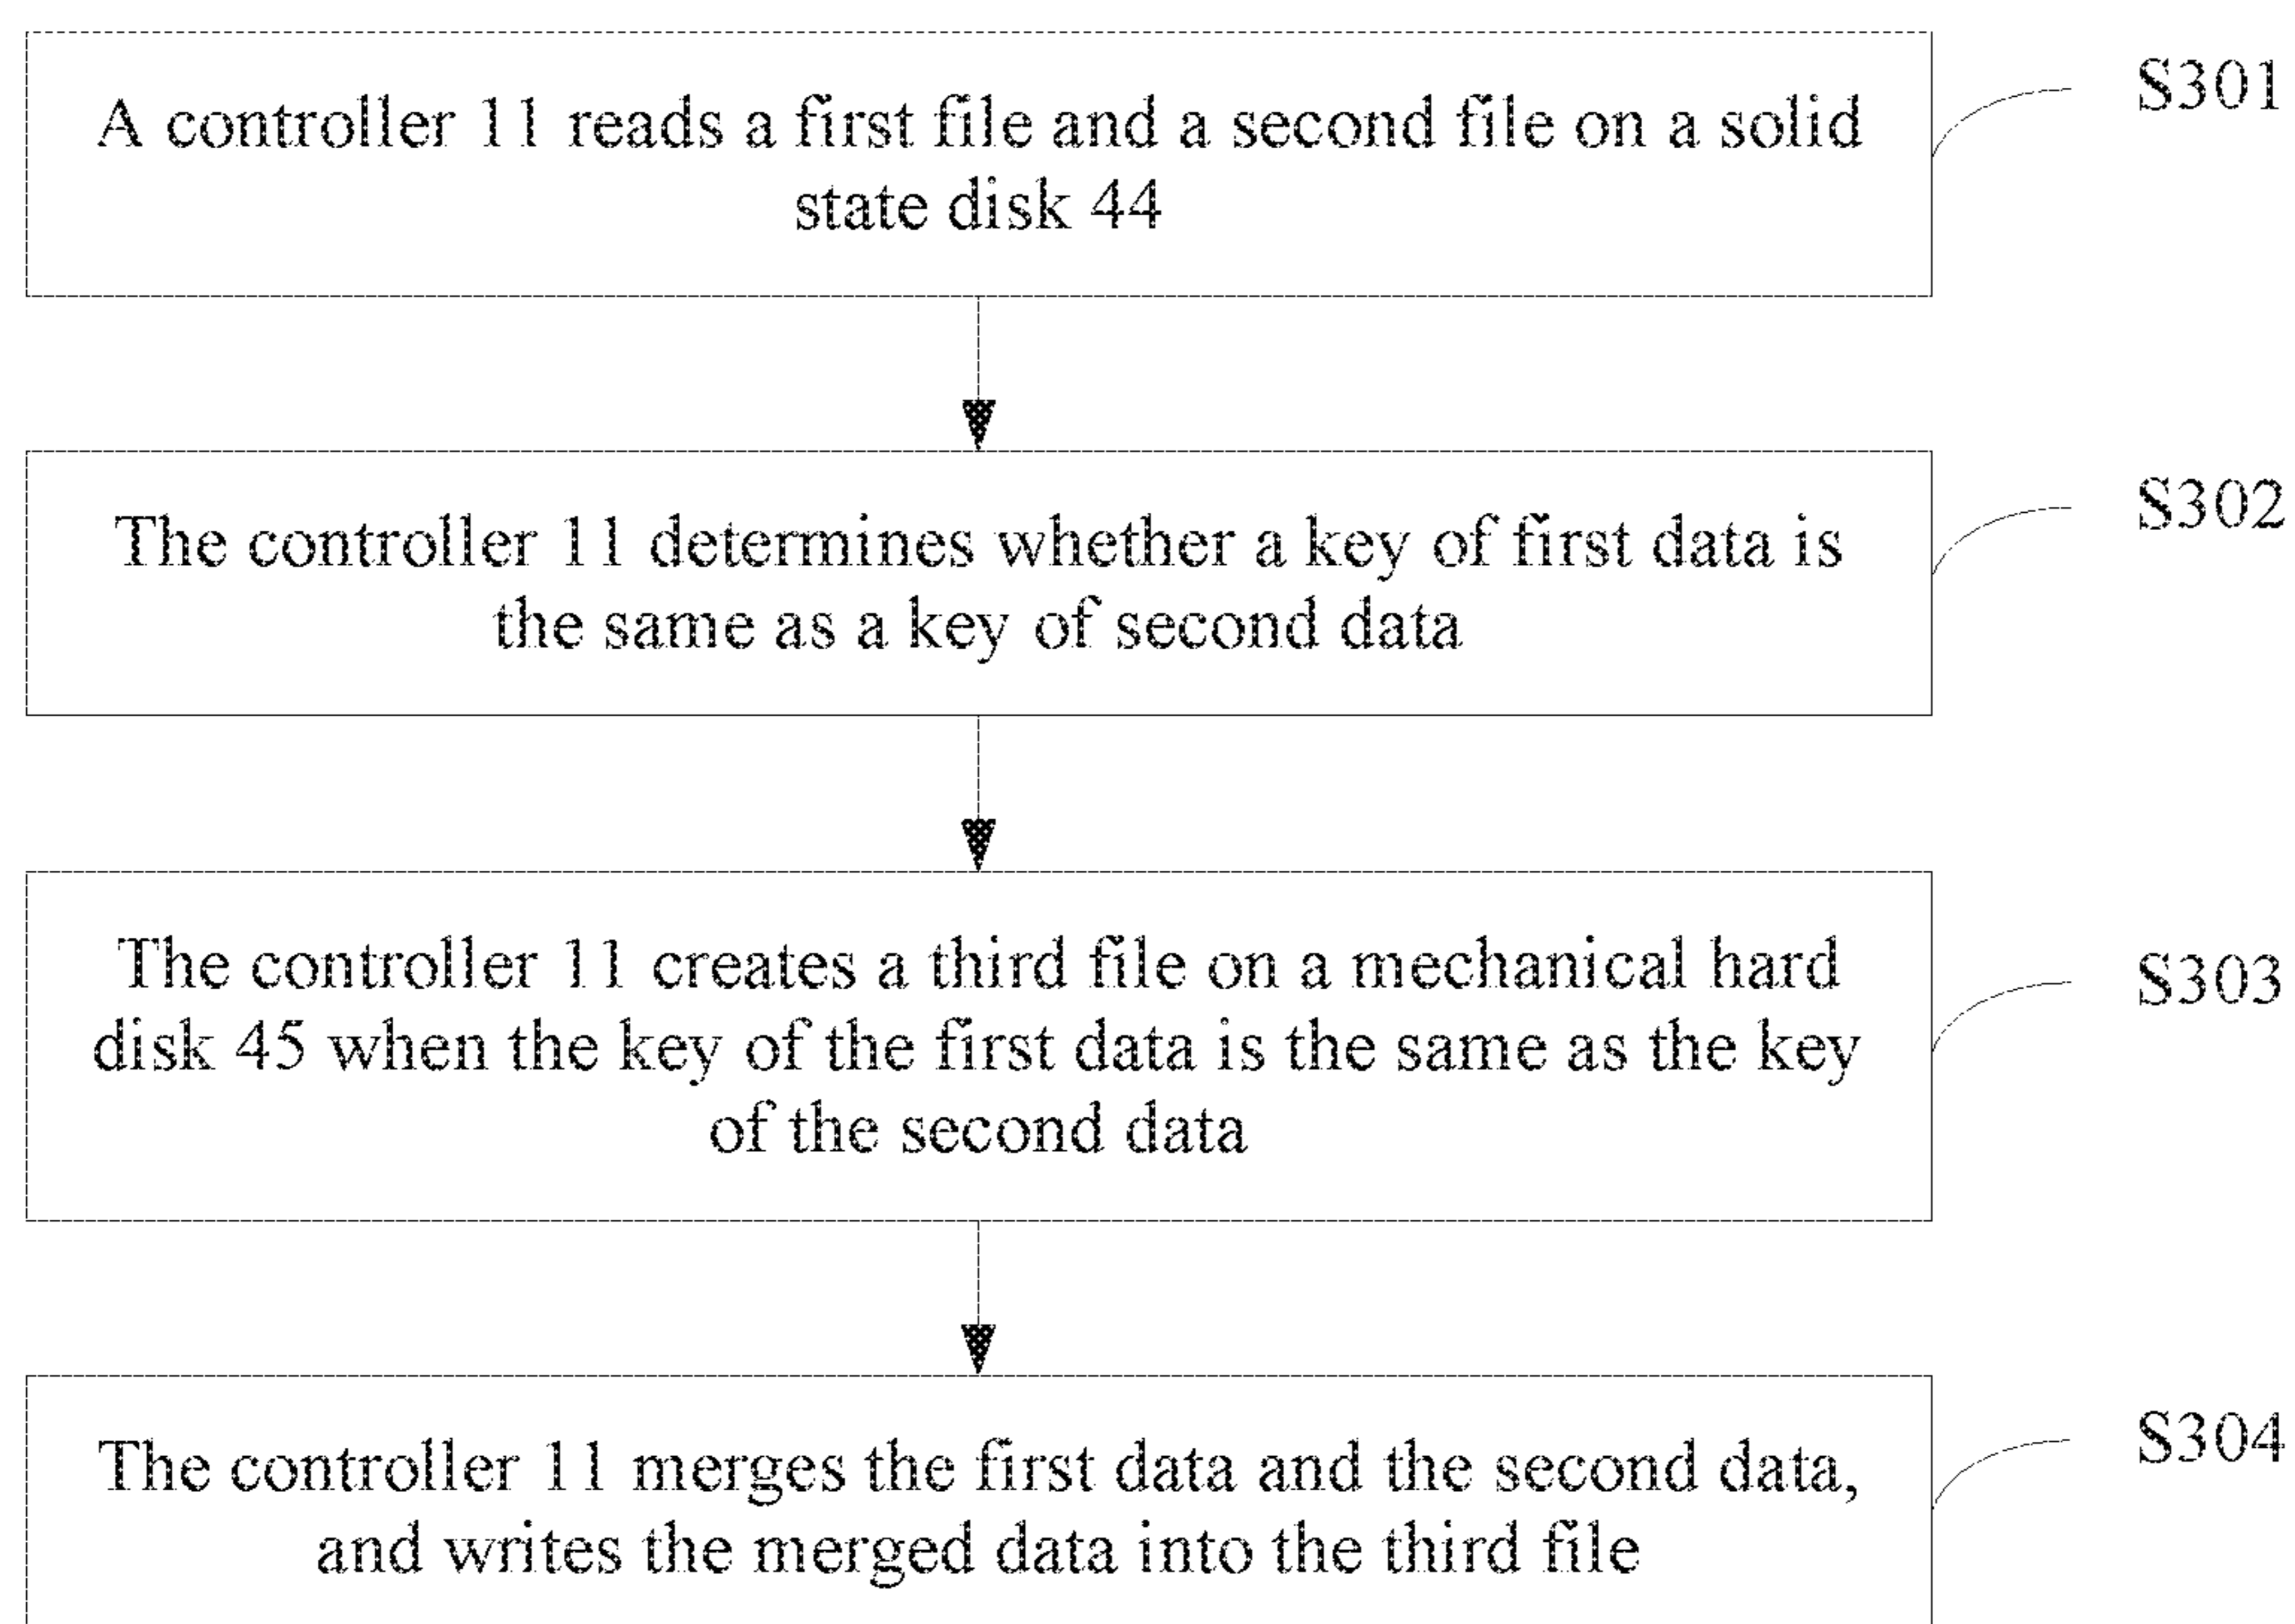 A controller 11 reads a first file and a second file on a solid
state disk 44
S301
The controller 11 determines whether a key of first data is
the same as a key of second data
S302
The controller 11 creates a third file on a mechanical hard
disk 45 when the key of the first data is the same as the key
of the second data
S303
The controller 11 merges the first data and the second data,
and writes the merged data into the third file
S304